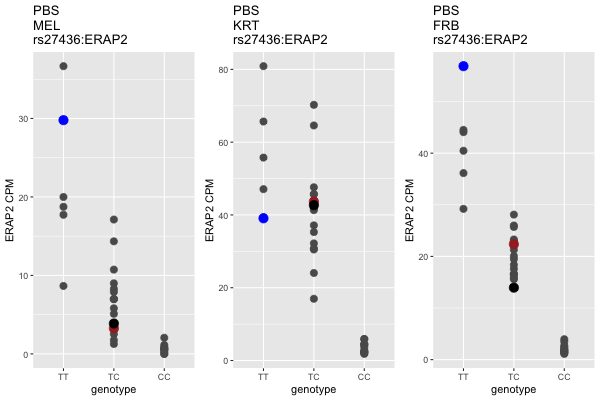 PBS
MEL
rs27436:ERAP2
ERAP2 CPM
30
20
10
0
TT TC CC
genotype
PBS
KRT
rs27436:ERAP2
ERAP2 CPM
80
60
40
20
0
TT TC CC
genotype
PBS
FRB
rs27436:ERAP2
ERAP2 CPM
40
20
0
TT TC CC
genotype